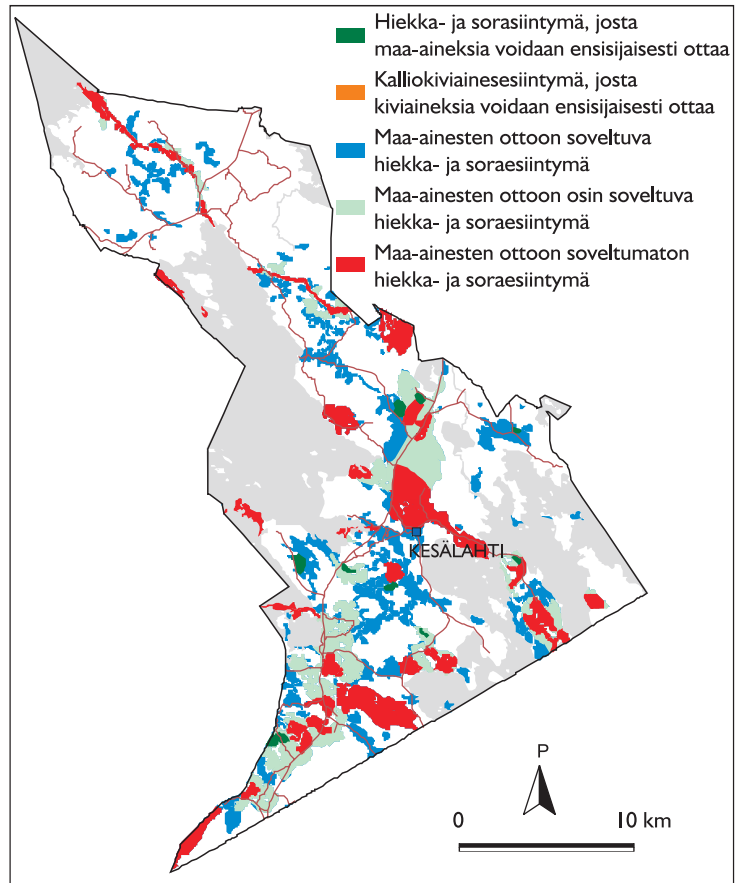 Hiekka- ja sorasiintymä, josta
maa-aineksia voidaan ensisijaisesti ottaa
Kalliokiviainesesiintymä, josta
kiviaineksia voidaan ensisijaisesti ottaa
Maa-ainesten ottoon soveltuva
hiekka- ja soraesiintymä
Maa-ainesten ottoon osin soveltuva
hiekka- ja soraesiintymä
Maa-ainesten ottoon soveltumaton
hiekka- ja soraesiintymä
KESÄLAHTI
P
0 10 km